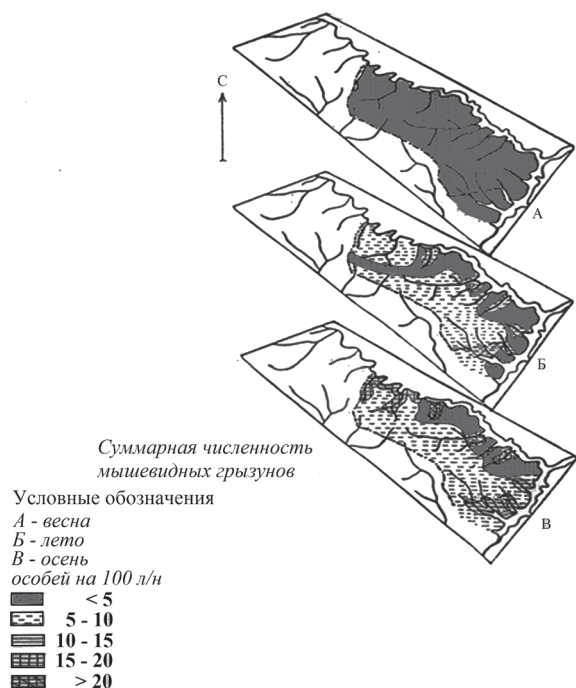 С
А
Б
В
Суммарная численность
мышевидных грызунов
Условные обозначения
А - весна
Б - лето
В - осень
особей на 100 л/н
< 5
5 - 10
10 - 15
15 - 20
> 20